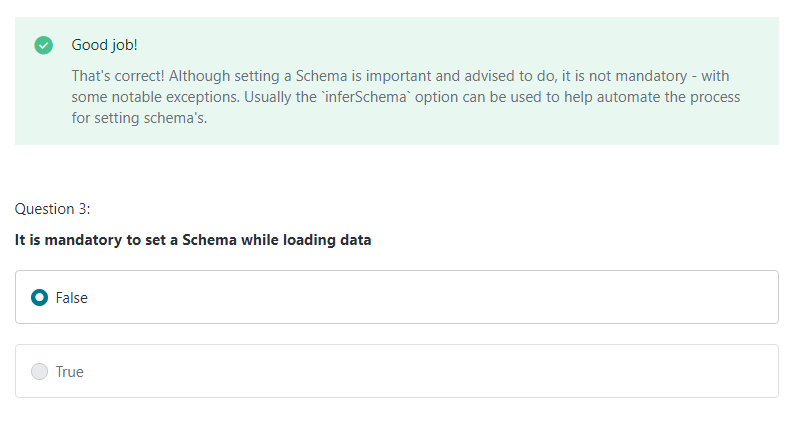 Good job!
That's correct! Although setting a Schema is important and advised to do, it is not mandatory - with
some notable exceptions. Usually the `inferSchema` option can be used to help automate the process
for setting schema's.
Question 3:
It is mandatory to set a Schema while loading data
False
True